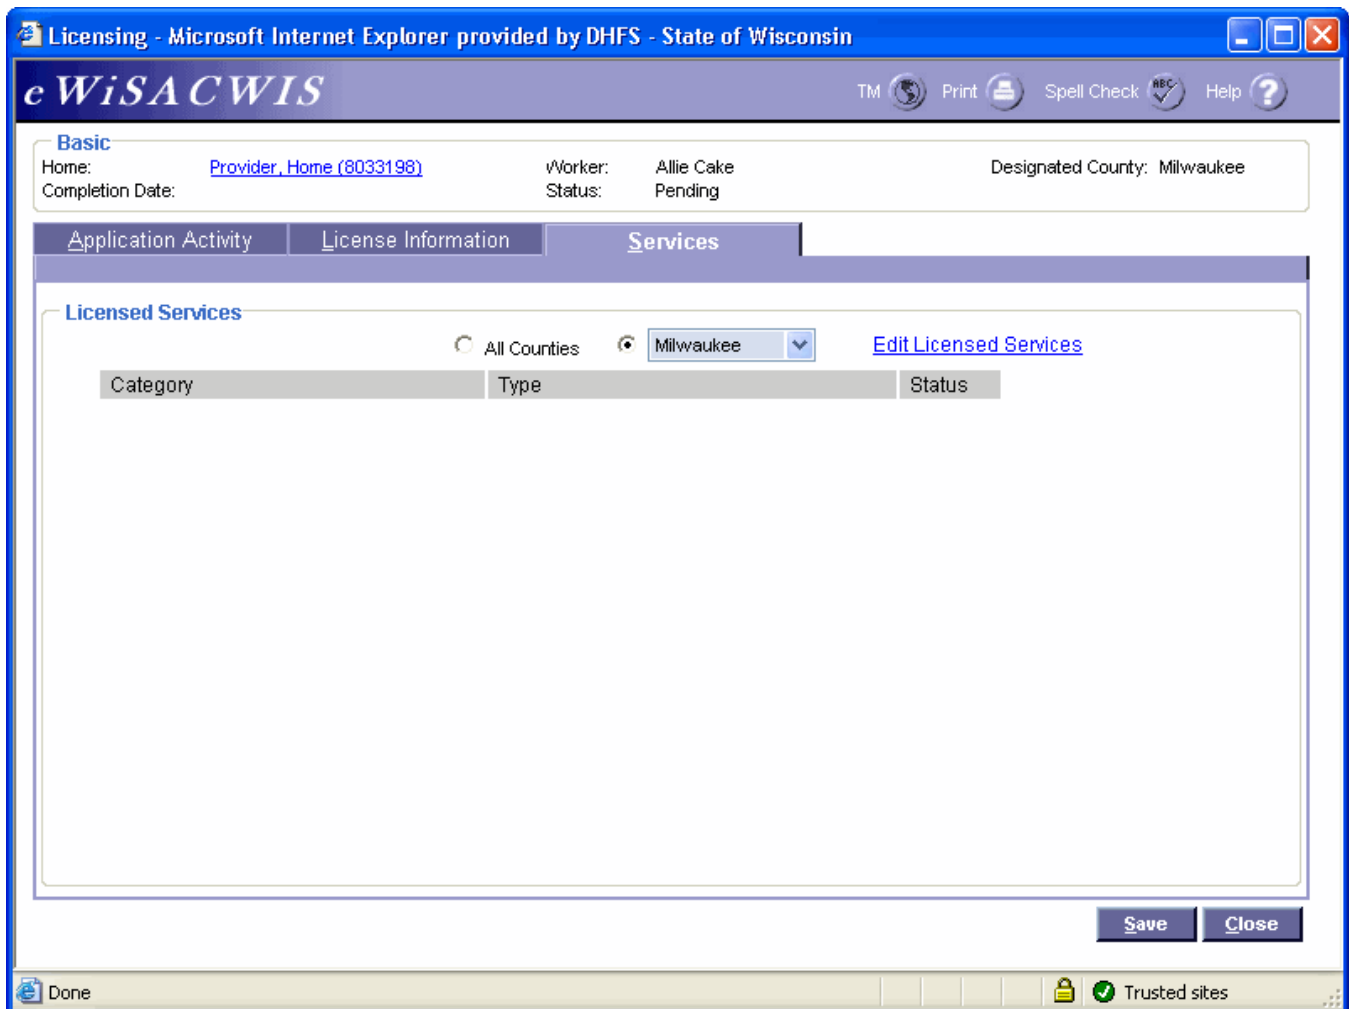 Licensing - Microsoft Internet Explorer provided by DHFS - State of Wisconsin
e WiSACWIS TM Print Spell Check ABC Help ?
Basic
Home: Provider, Home (8033198) Worker: Allie Cake Designated County: Milwaukee
Completion Date: Status: Pending
Application Activity License Information Services
Licensed Services
All Counties Milwaukee Edit Licensed Services
Category Type Status
Save Close
Done Trusted sites